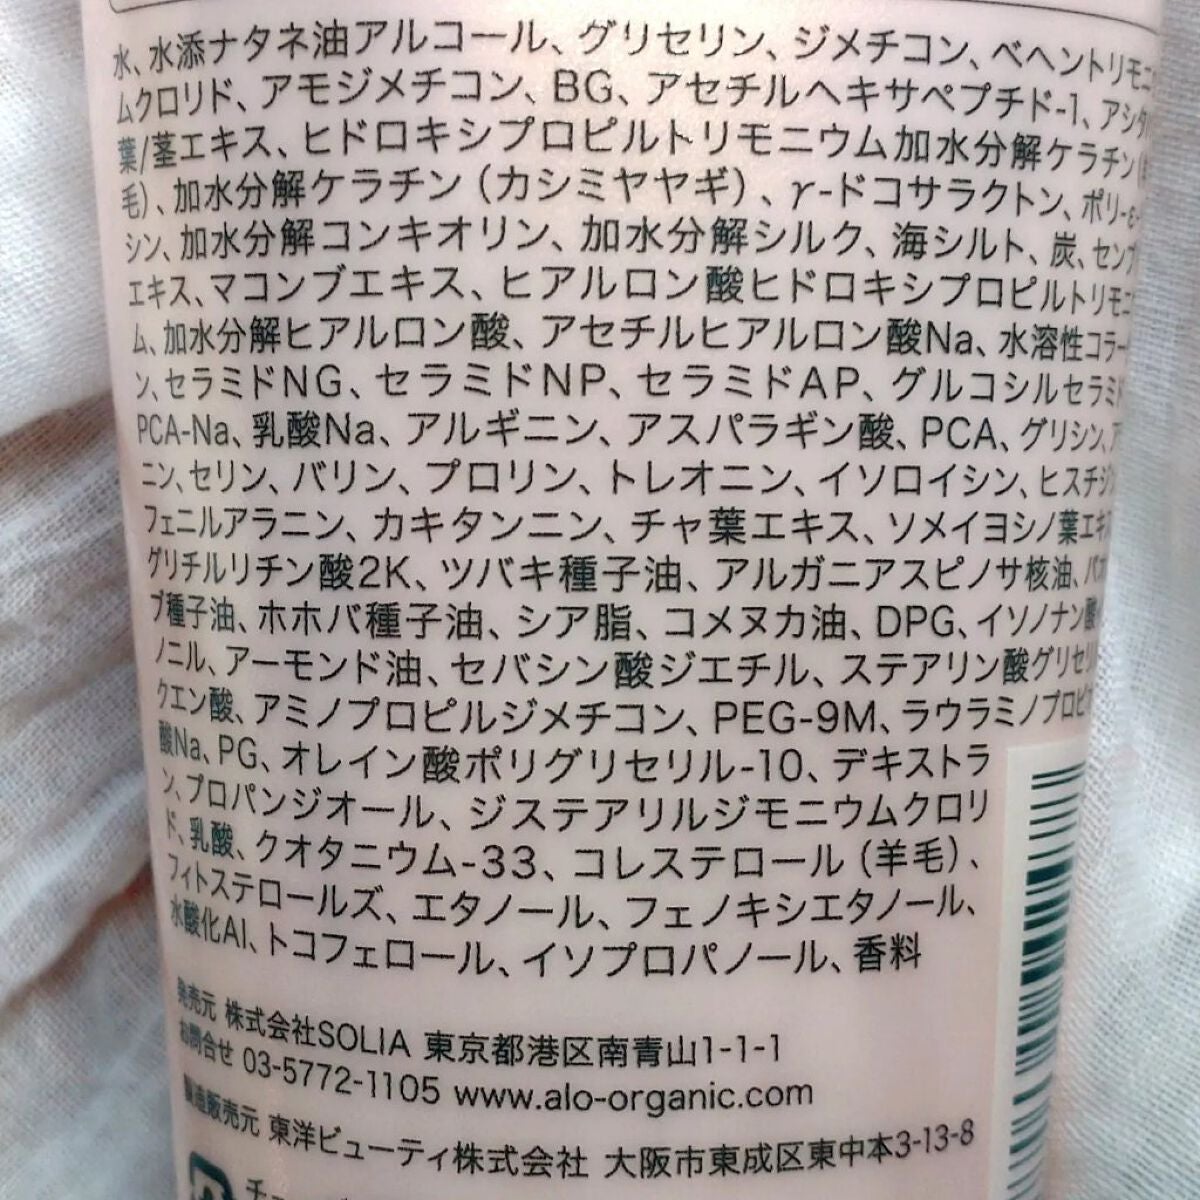 水、水添ナタネ油アルコール、グリセリン、ジメチコン、ベヘントリモニ
ムクロリド、アモジメチコン、BG、アセチルヘキサペプチド-1、アシタ
葉/茎エキス、ヒドロキシプロピルトリモニウム加水分解ケラチン(
毛)、加水分解ケラチン(カシミヤヤギ)、γ-ドコサラクトン、ポリ-ε-
シン、加水分解コンキオリン、加水分解シルク、海シルト、炭、センブ
エキス、マコンブエキス、ヒアルロン酸ヒドロキシプロピルトリモニ
ム、加水分解ヒアルロン酸、アセチルヒアルロン酸Na、水溶性コラー
ン、セラミドNG、セラミドNP、セラミドAP、グルコシルセラミド
PCA-Na、乳酸Na、アルギニン、アスパラギン酸、PCA、グリシン、ア
ニン、セリン、バリン、プロリン、トレオニン、イソロイシン、ヒスチジン
フェニルアラニン、カキタンニン、チャ葉エキス、ソメイヨシノ葉エキス
グリチルリチン酸2K、ツバキ種子油、アルガニアスピノサ核油、バオ
ブ種子油、ホホバ種子油、シア脂、コメヌカ油、DPG、イソノナン酸
ノニル、アーモンド油、セバシン酸ジエチル、ステアリン酸グリセリ
クエン酸、アミノプロピルジメチコン、PEG-9M、ラウラミノプロピオ
酸Na、PG、オレイン酸ポリグリセリル-10、デキストラ
ン、プロパンジオール、ジステアリルジモニウムクロリ
ド、乳酸、クオタニウム-33、コレステロール(羊毛)、
フィトステロールズ、エタノール、フェノキシエタノール、
水酸化Al、トコフェロール、イソプロパノール、香料
発売元 株式会社SOLIA 東京都港区南青山1-1-1
お問合せ 03-5772-1105 www.alo-organic.com
製造販売元 東洋ビューティ株式会社 大阪市東成区東中本3-13-8